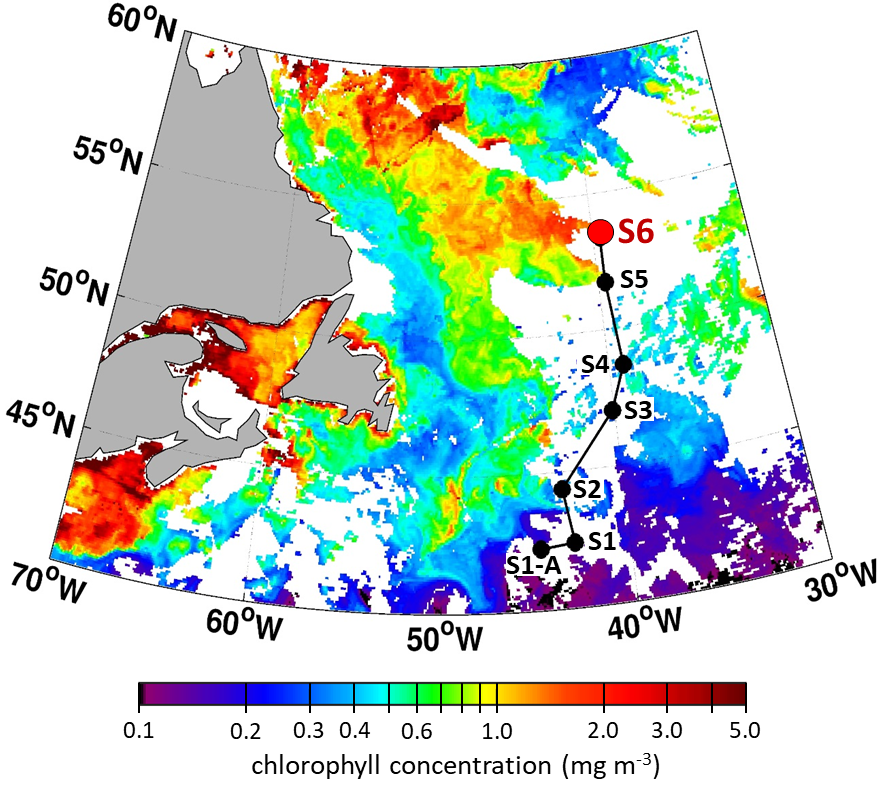 60°N
55°N
50°N
45°N
70°W
60°W
50°W
40°W
30°W
S6
S5
S4
S3
S2
S1
S1-A
0.1 0.2 0.3 0.4 0.6 1.0 2.0 3.0 5.0
chlorophyll concentration (mg m⁻³)